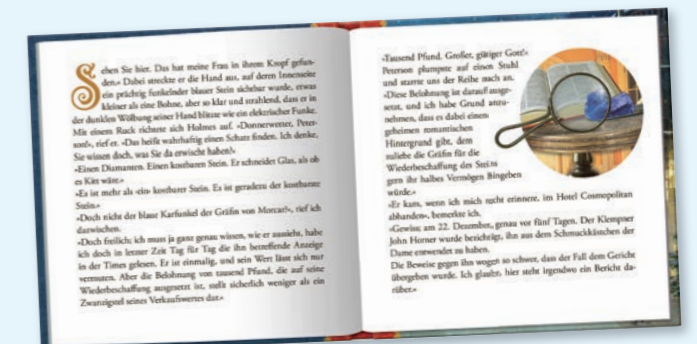 Sehen Sie hier. Das hat meine Frau in ihrem Kropf gefun-
den.« Dabei streckte er die Hand aus, auf deren Innenseite
ein prächtig funkelnder blauer Stein sichtbar wurde, etwas
kleiner als eine Bohne, aber so klar und strahlend, dass er in
der dunklen Wölbung seiner Hand blitzte wie ein elektrischer Funke.
Mit einem Ruck richtete sich Holmes auf. »Donnerwetter, Peter-
son!«, rief er. »Das heißt wahrhaftig einen Schatz finden. Ich denke,
Sie wissen doch, was Sie da erwischt haben?«
»Einen Diamanten. Einen kostbaren Stein. Er schneidet Glas, als ob
es Kitt wäre.«
»Es ist mehr als ›ein‹ kostbarer Stein. Es ist geradezu der kostbarste
Stein.«
»Doch nicht der blaue Karfunkel der Gräfin von Morcar!«, rief ich
dazwischen.
»Doch freilich; ich muss ja ganz genau wissen, wie er aussieht, habe
ich doch in letzter Zeit Tag für Tag die ihn betreffende Anzeige
in der Times gelesen. Er ist einmalig, und sein Wert lässt sich nur
vermuten. Aber die Belohnung von tausend Pfund, die auf seine
Wiederbeschaffung ausgesetzt ist, stellt sicherlich weniger als ein
Zwanzigstel seines Verkaufswertes dar.«
»Tausend Pfund. Großer, gütiger Gott!«
Peterson plumpste auf einen Stuhl
und starrte uns der Reihe nach an.
»Diese Belohnung ist darauf ausge-
setzt, und ich habe Grund anzu-
nehmen, dass es dabei einen
geheimen romantischen
Hintergrund gibt, dem
zuliebe die Gräfin für die
Wiederbeschaffung des Steins
gern ihr halbes Vermögen hingeben
würde.«
»Er kam, wenn ich mich recht erinnere, im Hotel Cosmopolitan
abhanden«, bemerkte ich.
»Gewiss; am 22. Dezember, genau vor fünf Tagen. Der Klempner
John Horner wurde bezichtigt, ihn aus dem Schmuckkästchen der
Dame entwendet zu haben.
Die Beweise gegen ihn wogen so schwer, dass der Fall dem Gericht
übergeben wurde. Ich glaube, hier steht irgendwo ein Bericht da-
rüber.«